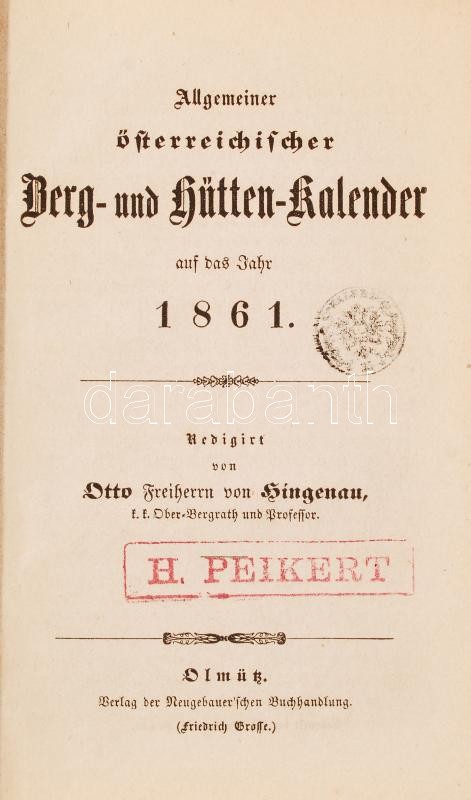 Allgemeiner
österreichischer
Berg- und Hütten-Kalender
auf das Jahr
1861.
darabanth
Redigirt
von
Otto Freiherrn von Hingenau,
k. k. Ober-Bergrath und Professor.
H. PEIKERT
Olmütz.
Verlag der Neugebauer'schen Buchhandlung.
(Friedrich Grosse.)